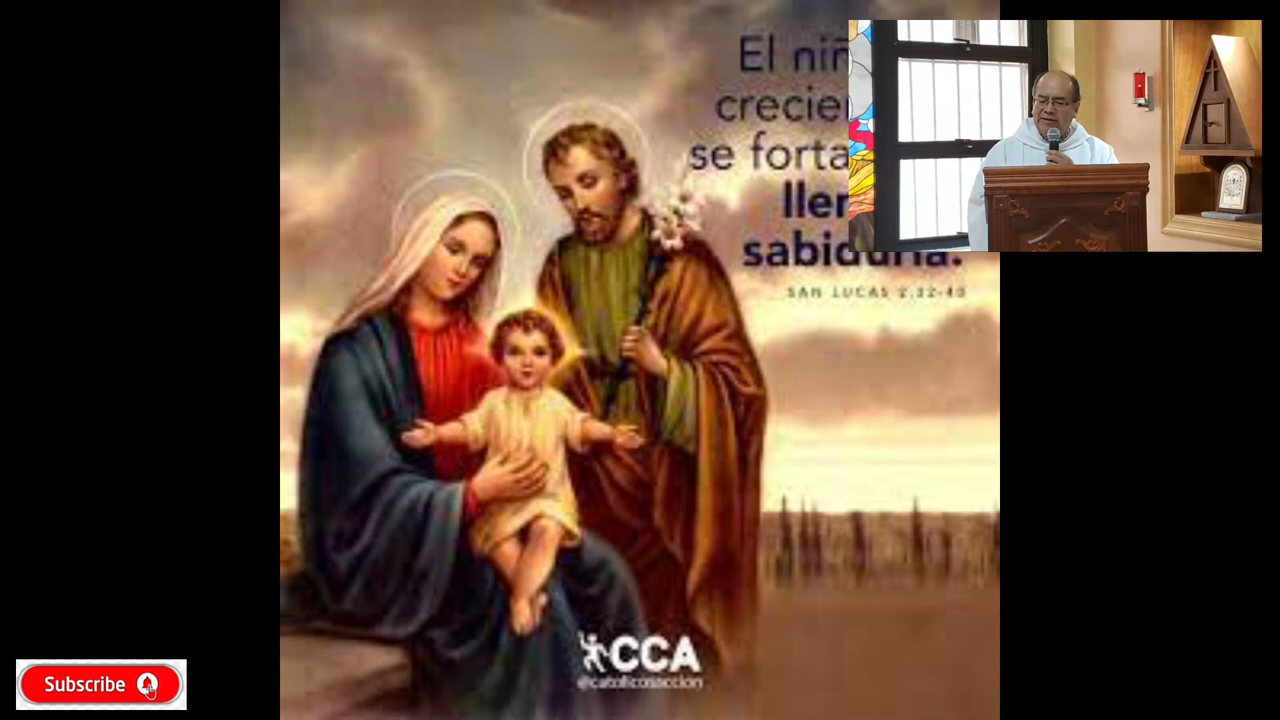 El niñ
crecie
se forta
llen
sabiduría.
SAN LUCAS 2,22-40
CCA
@catolicosaccion
Subscribe